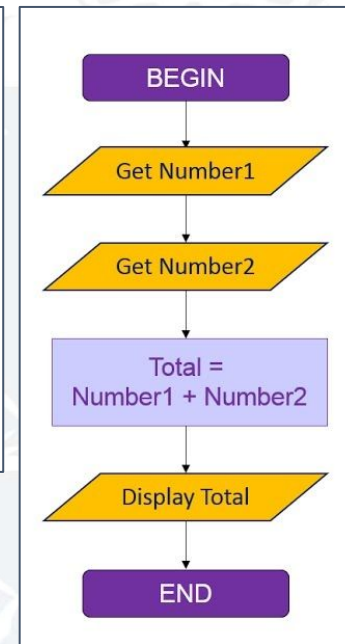 BEGIN
Get Number1
Get Number2
Total =
Number1 + Number2
Display Total
END